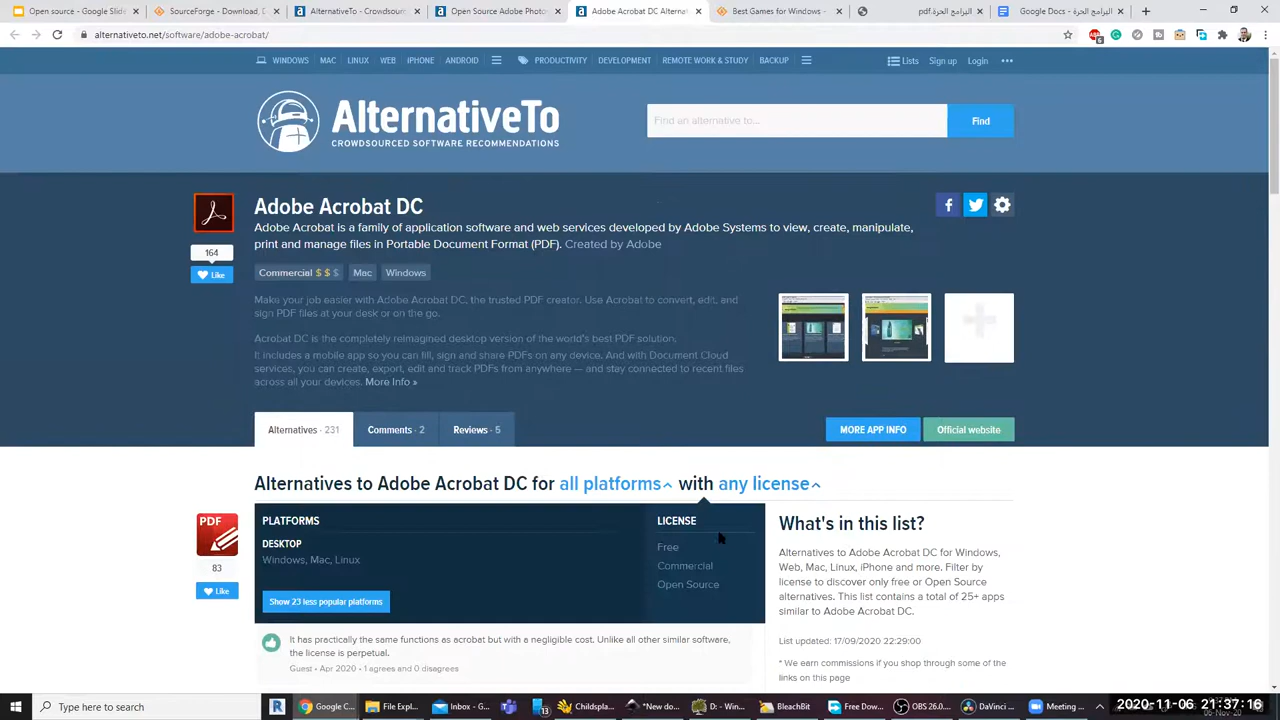 Open source - Google Slide
SourceForge - Download, D
AlternativeTo - Crowdsourc
Open Source Adobe Photo
Adobe Acrobat DC Alternat
Best Games for Windows -
البرامج الحرة.pdf
البرامج الحرة - Google Docs
alternativeto.net/software/adobe-acrobat/
WINDOWS MAC LINUX WEB IPHONE ANDROID PRODUCTIVITY DEVELOPMENT REMOTE WORK & STUDY BACKUP Lists Sign up Login
AlternativeTo
CROWDSOURCED SOFTWARE RECOMMENDATIONS
Find an alternative to...
Find
Adobe Acrobat DC
Adobe Acrobat is a family of application software and web services developed by Adobe Systems to view, create, manipulate,
print and manage files in Portable Document Format (PDF). Created by Adobe
164
Like
Commercial $ $ $ Mac Windows
Make your job easier with Adobe Acrobat DC, the trusted PDF creator. Use Acrobat to convert, edit, and
sign PDF files at your desk or on the go.
Acrobat DC is the completely reimagined desktop version of the world's best PDF solution.
It includes a mobile app so you can fill, sign and share PDFs on any device. And with Document Cloud
services, you can create, export, edit and track PDFs from anywhere — and stay connected to recent files
across all your devices. More Info »
Alternatives · 231 Comments · 2 Reviews · 5 MORE APP INFO Official website
Alternatives to Adobe Acrobat DC for all platforms with any license
PDF
83
Like
PLATFORMS
DESKTOP
Windows, Mac, Linux
Show 23 less popular platforms
LICENSE
Free
Commercial
Open Source
It has practically the same functions as acrobat but with a negligible cost. Unlike all other similar software,
the license is perpetual.
Guest • Apr 2020 • 1 agrees and 0 disagrees
What's in this list?
Alternatives to Adobe Acrobat DC for Windows,
Web, Mac, Linux, iPhone and more. Filter by
license to discover only free or Open Source
alternatives. This list contains a total of 25+ apps
similar to Adobe Acrobat DC.
List updated: 17/09/2020 22:29:00
* We earn commissions if you shop through some of the
links on this page
Type here to search
Google C...
File Expl...
Inbox - G...
13
Childspla...
*New do...
D: - Win...
BleachBit
Free Dow...
OBS 26.0...
DaVinci ...
Meeting ...
2020-11-06 21:37:16